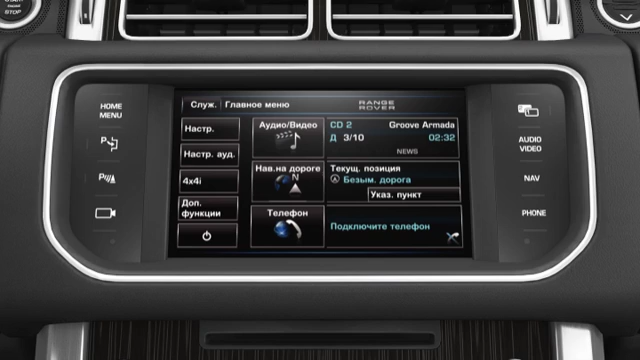 START
STOP
HOME
MENU
P
P
AUDIO
VIDEO
NAV
PHONE
Служ. Главное меню
RANGE
ROVER
Настр.
Аудио/Видео
CD 2 Groove Armada
Д 3/10 02:32
NEWS
Настр. ауд.
Нав.на дороге
N
Текущ. позиция
Безым. дорога
Указ. пункт
4x4i
Доп.
функции
Телефон
Подключите телефон